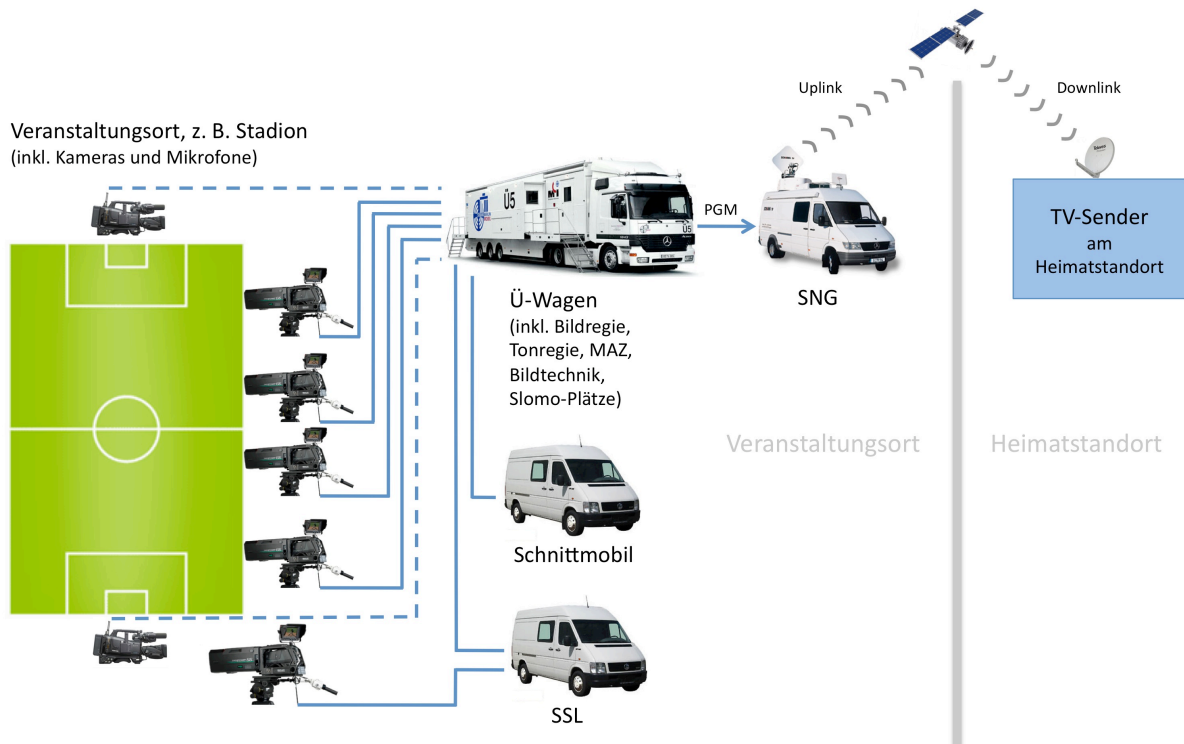 Uplink
Downlink
Veranstaltungsort, z. B. Stadion
(inkl. Kameras und Mikrofone)
Ü5
PGM
Ü5
TV-Sender
am
Heimatstandort
SNG
Ü-Wagen
(inkl. Bildregie,
Tonregie, MAZ,
Bildtechnik,
Slomo-Plätze)
Veranstaltungsort
Heimatstandort
Schnittmobil
SSL